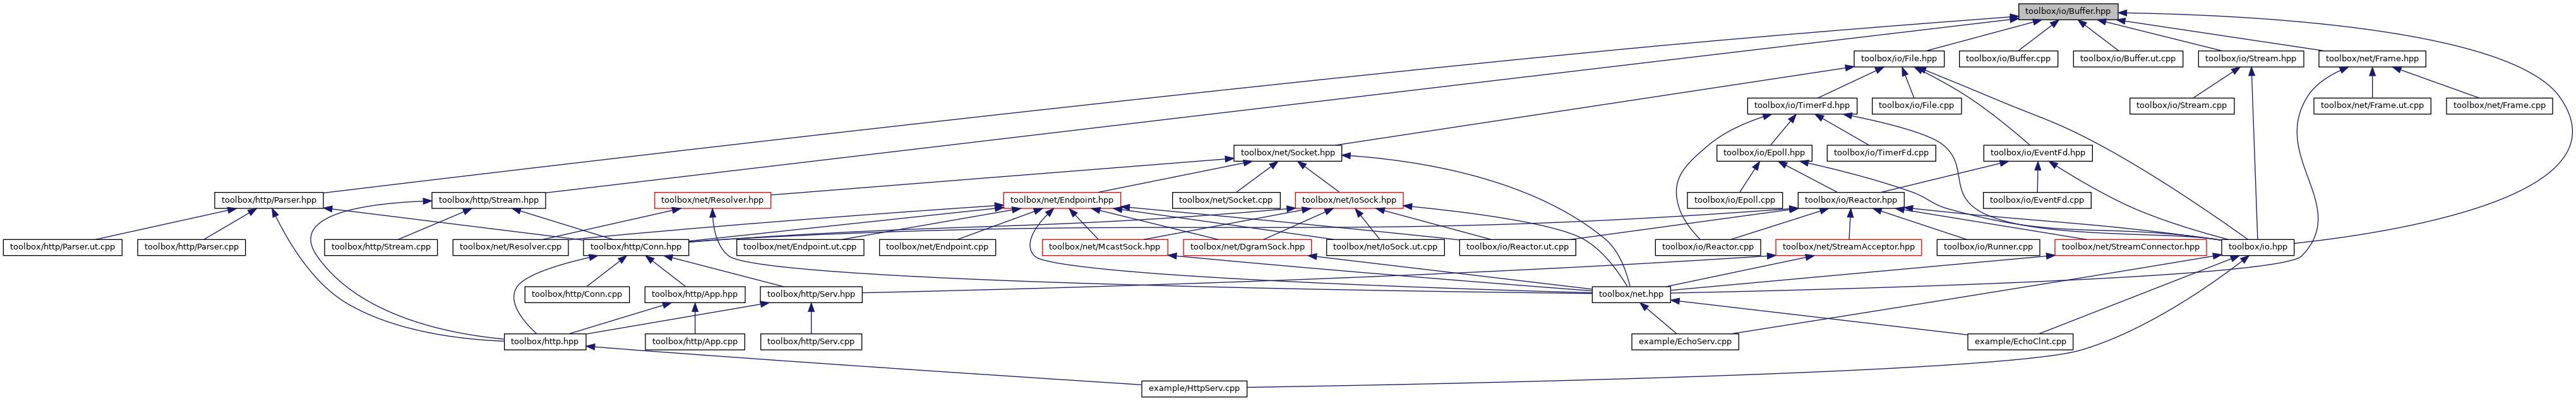 toolbox/io/Buffer.hpp
toolbox/io/File.hpp
toolbox/io/Buffer.cpp
toolbox/io/Buffer.ut.cpp
toolbox/io/Stream.hpp
toolbox/net/Frame.hpp
toolbox/io/TimerFd.hpp
toolbox/io/File.cpp
toolbox/io/Stream.cpp
toolbox/net/Frame.ut.cpp
toolbox/net/Frame.cpp
toolbox/net/Socket.hpp
toolbox/io/Epoll.hpp
toolbox/io/TimerFd.cpp
toolbox/io/EventFd.hpp
toolbox/http/Parser.hpp
toolbox/http/Stream.hpp
toolbox/net/Resolver.hpp
toolbox/net/Endpoint.hpp
toolbox/net/Socket.cpp
toolbox/net/IoSock.hpp
toolbox/io/Epoll.cpp
toolbox/io/Reactor.hpp
toolbox/io/EventFd.cpp
toolbox/http/Parser.ut.cpp
toolbox/http/Parser.cpp
toolbox/http/Stream.cpp
toolbox/net/Resolver.cpp
toolbox/http/Conn.hpp
toolbox/net/Endpoint.ut.cpp
toolbox/net/Endpoint.cpp
toolbox/net/McastSock.hpp
toolbox/net/DgramSock.hpp
toolbox/net/IoSock.ut.cpp
toolbox/io/Reactor.ut.cpp
toolbox/io/Reactor.cpp
toolbox/net/StreamAcceptor.hpp
toolbox/io/Runner.cpp
toolbox/net/StreamConnector.hpp
toolbox/io.hpp
toolbox/http/Conn.cpp
toolbox/http/App.hpp
toolbox/http/Serv.hpp
toolbox/net.hpp
toolbox/http.hpp
toolbox/http/App.cpp
toolbox/http/Serv.cpp
example/EchoServ.cpp
example/EchoClnt.cpp
example/HttpServ.cpp